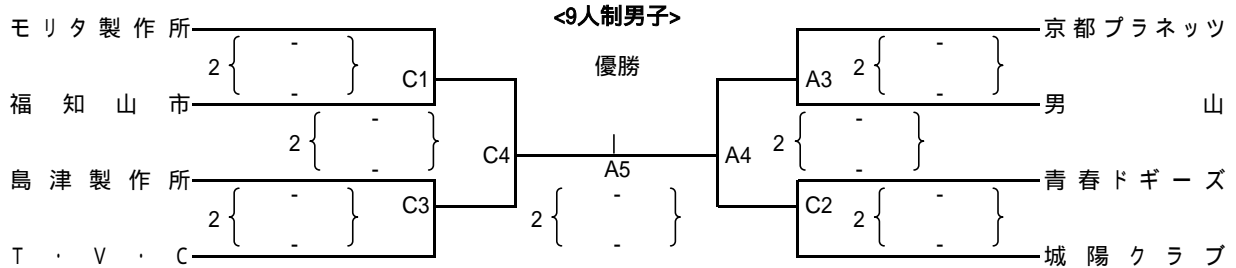 <9人制男子>
モリタ製作所
京都プラネッツ
-
-
2
2
優勝
C1
A3
-
-
福知山市
男山
-
-
2
2
C4
A4
A5
-
-
島津製作所
青春ドギーズ
-
-
-
2
2
2
C3
C2
-
-
-
T・V・C
城陽クラブ